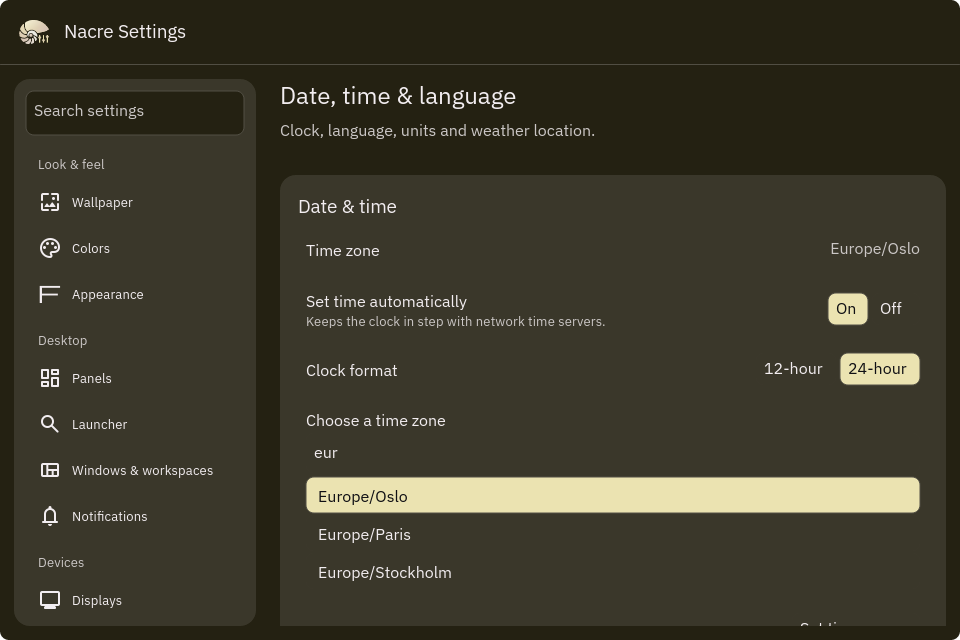 Nacre Settings
Search settings
Look & feel
Wallpaper
Colors
Appearance
Desktop
Panels
Launcher
Windows & workspaces
Notifications
Devices
Displays
Date, time & language
Clock, language, units and weather location.
Date & time
Time zone
Europe/Oslo
Set time automatically
Keeps the clock in step with network time servers.
On
Off
Clock format
12-hour
24-hour
Choose a time zone
eur
Europe/Oslo
Europe/Paris
Europe/Stockholm